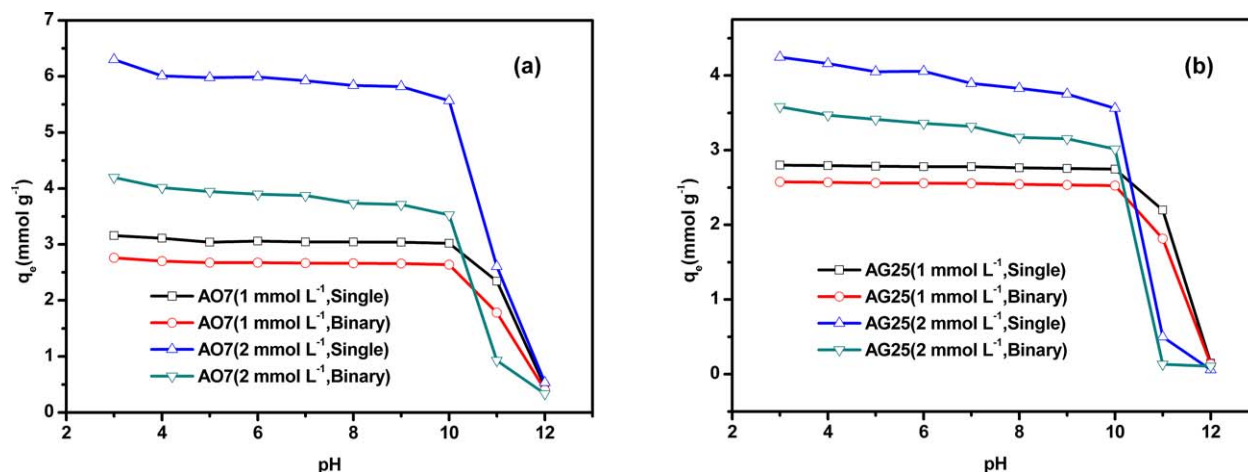 7
6
5
4
3
2
1
0
q_e(mmol g⁻¹)
(a)
AO7(1 mmol L⁻¹,Single)
AO7(1 mmol L⁻¹,Binary)
AO7(2 mmol L⁻¹,Single)
AO7(2 mmol L⁻¹,Binary)
2 4 6 8 10 12
pH
4
3
2
1
0
q_e(mmol g⁻¹)
(b)
AG25(1 mmol L⁻¹,Single)
AG25(1 mmol L⁻¹,Binary)
AG25(2 mmol L⁻¹,Single)
AG25(2 mmol L⁻¹,Binary)
2 4 6 8 10 12
pH